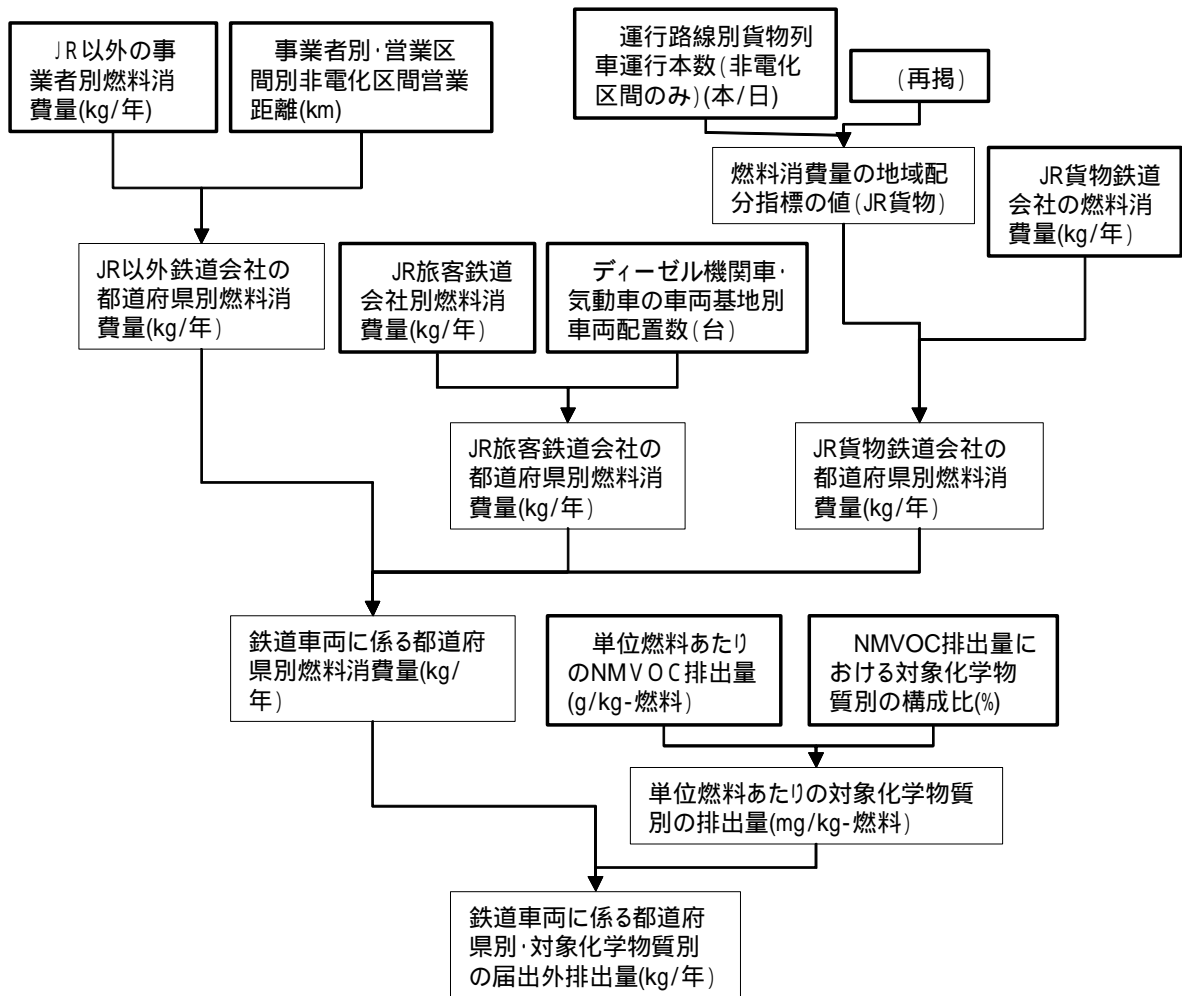 JR以外の事
業者別燃料消
費量(kg/年)
事業者別・営業区
間別非電化区間営業
距離(km)
運行路線別貨物列
車運行本数(非電化
区間のみ)(本/日)
(再掲)
燃料消費量の地域配
分指標の値(JR貨物)
JR貨物鉄道
会社の燃料消
費量(kg/年)
JR以外鉄道会社の
都道府県別燃料消
費量(kg/年)
JR旅客鉄道
会社別燃料消
費量(kg/年)
ディーゼル機関車・
気動車の車両基地別
車両配置数(台)
JR旅客鉄道会社の
都道府県別燃料消
費量(kg/年)
JR貨物鉄道会社の
都道府県別燃料消
費量(kg/年)
鉄道車両に係る都道府
県別燃料消費量(kg/
年)
単位燃料あたり
のNMVOC排出量
(g/kg-燃料)
NMVOC排出量に
おける対象化学物
質別の構成比(%)
単位燃料あたりの対象化学物質
別の排出量(mg/kg-燃料)
鉄道車両に係る都道府
県別・対象化学物質別
の届出外排出量(kg/年)